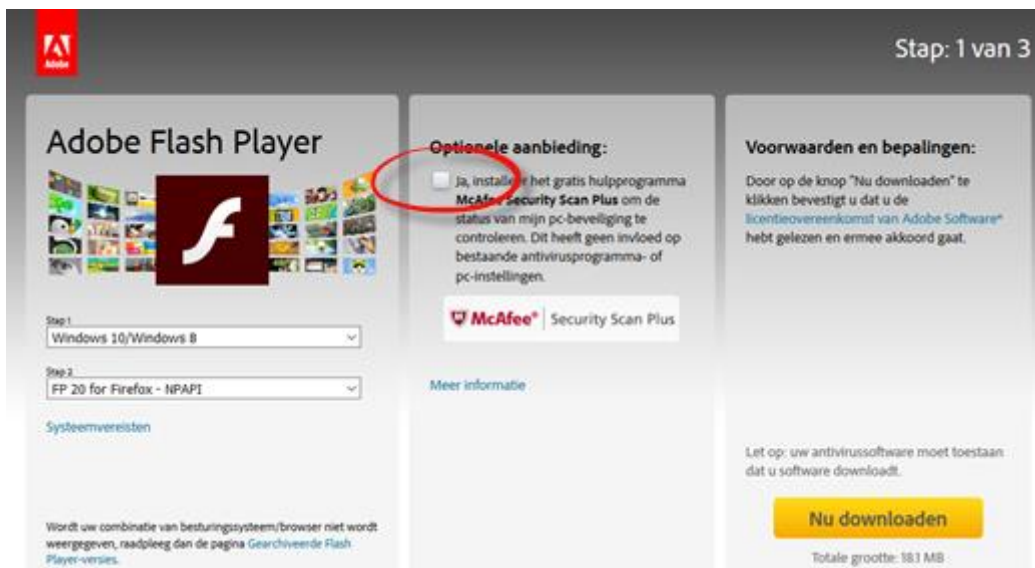 Adobe
Stap: 1 van 3
Adobe Flash Player
Stap 1
Windows 10/Windows 8
Stap 2
FP 20 for Firefox - NPAPI
Systeemvereisten
Wordt uw combinatie van besturingssysteem/browser niet wordt
weergegeven, raadpleeg dan de pagina Gearchiveerde Flash
Player-versies.
Optionele aanbieding:
Ja, installeer het gratis hulpprogramma
McAfee Security Scan Plus om de
status van mijn pc-beveiliging te
controleren. Dit heeft geen invloed op
bestaande antivirusprogramma- of
pc-instellingen.
McAfee® | Security Scan Plus
Meer informatie
Voorwaarden en bepalingen:
Door op de knop "Nu downloaden" te
klikken bevestigt u dat u de
licentieovereenkomst van Adobe Software*
hebt gelezen en ermee akkoord gaat.
Let op: uw antivirussoftware moet toestaan
dat u software downloadt.
Nu downloaden
Totale grootte: 18.1 MB